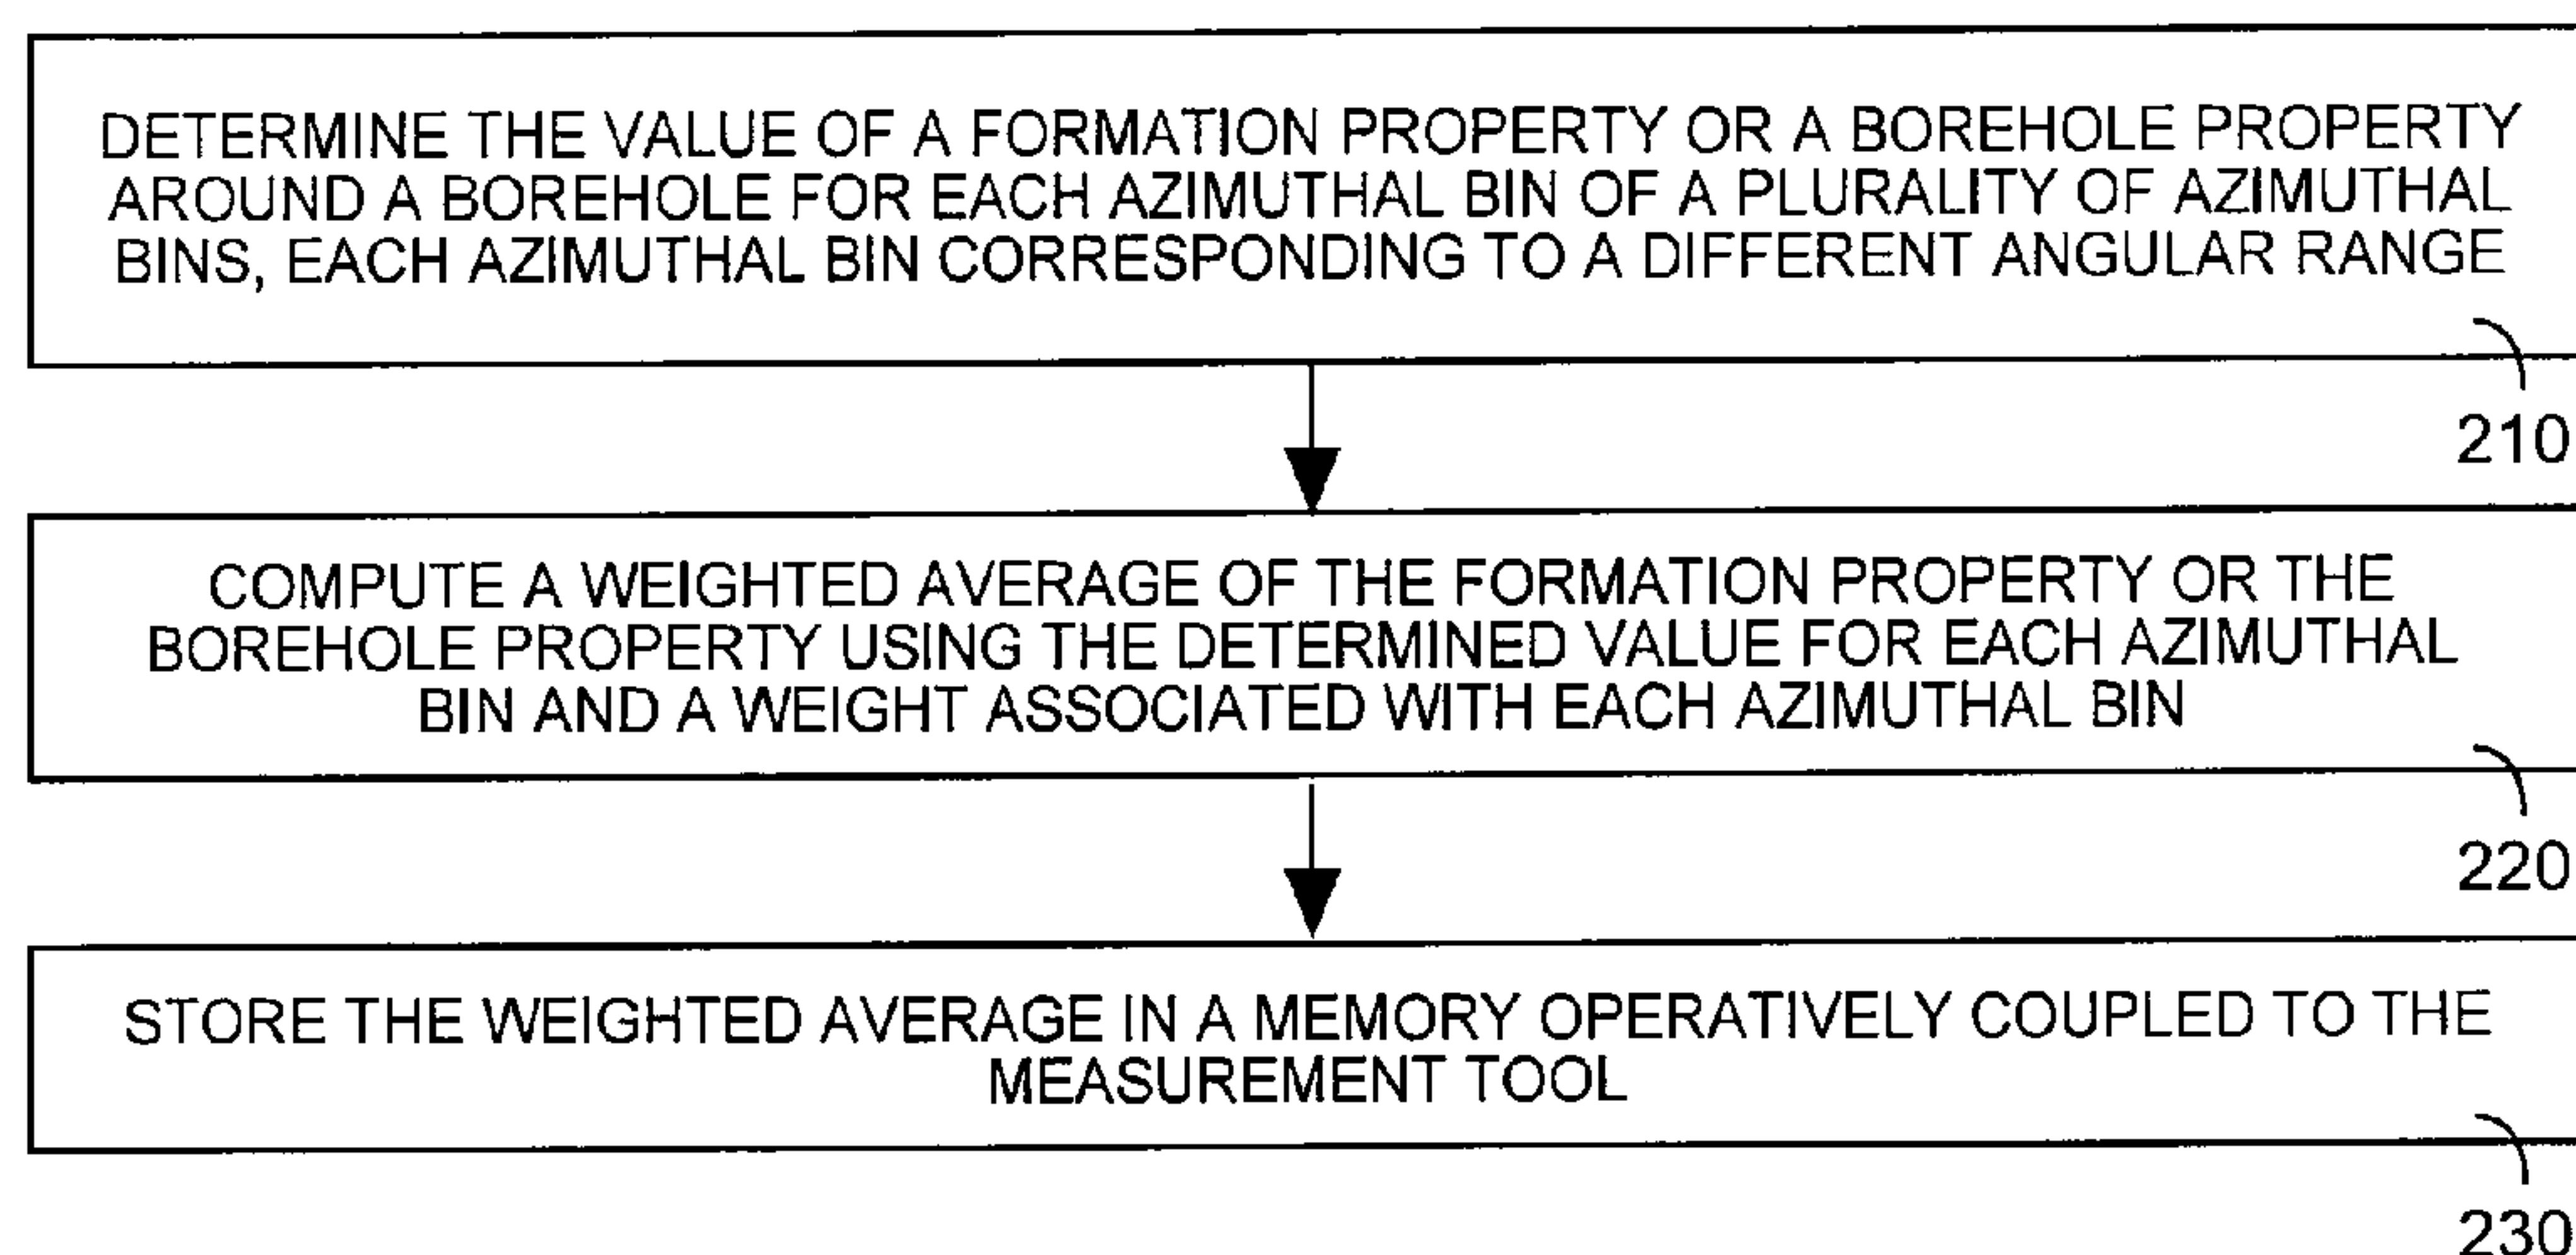 DETERMINE THE VALUE OF A FORMATION PROPERTY OR A BOREHOLE PROPERTY
AROUND A BOREHOLE FOR EACH AZIMUTHAL BIN OF A PLURALITY OF AZIMUTHAL
BINS, EACH AZIMUTHAL BIN CORRESPONDING TO A DIFFERENT ANGULAR RANGE
210
COMPUTE A WEIGHTED AVERAGE OF THE FORMATION PROPERTY OR THE
BOREHOLE PROPERTY USING THE DETERMINED VALUE FOR EACH AZIMUTHAL
BIN AND A WEIGHT ASSOCIATED WITH EACH AZIMUTHAL BIN
220
STORE THE WEIGHTED AVERAGE IN A MEMORY OPERATIVELY COUPLED TO THE
MEASUREMENT TOOL
230